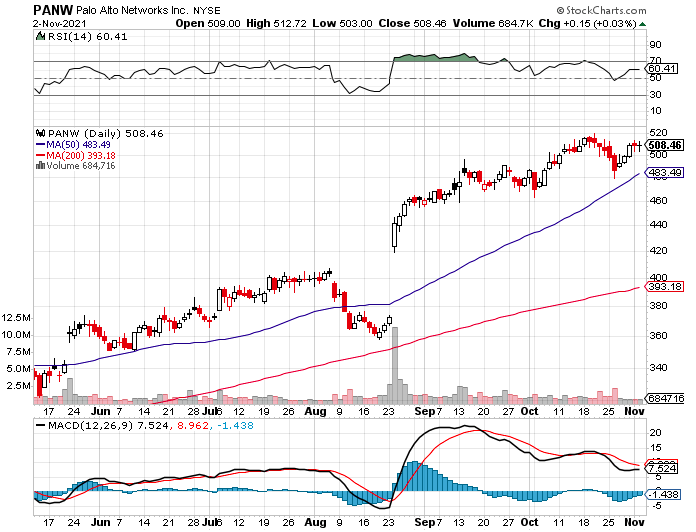 PANW Palo Alto Networks Inc. NYSE © StockCharts.com
2-Nov-2021 Open 509.00 High 512.72 Low 503.00 Close 508.46 Volume 684.7K Chg +0.15 (+0.03%)
RSI(14) 60.41
90
70
60.41
50
30
10
PANW (Daily) 508.46
MA(50) 483.49
MA(200) 393.18
Volume 684,716
520
508.46
500
483.49
480
460
440
420
400
393.18
380
360
340
684716
12.5M
10.0M
7.5M
5.0M
2.5M
17 24 Jun 7 14 21 28 Jul 6 12 19 26 Aug 9 16 23 Sep 7 13 20 27 Oct 11 18 25 Nov
MACD(12,26,9) 7.524, 8.962, -1.438
20
15
7.524
5
-1.438
-5
17 24 Jun 7 14 21 28 Jul 6 12 19 26 Aug 9 16 23 Sep 7 13 20 27 Oct 11 18 25 Nov